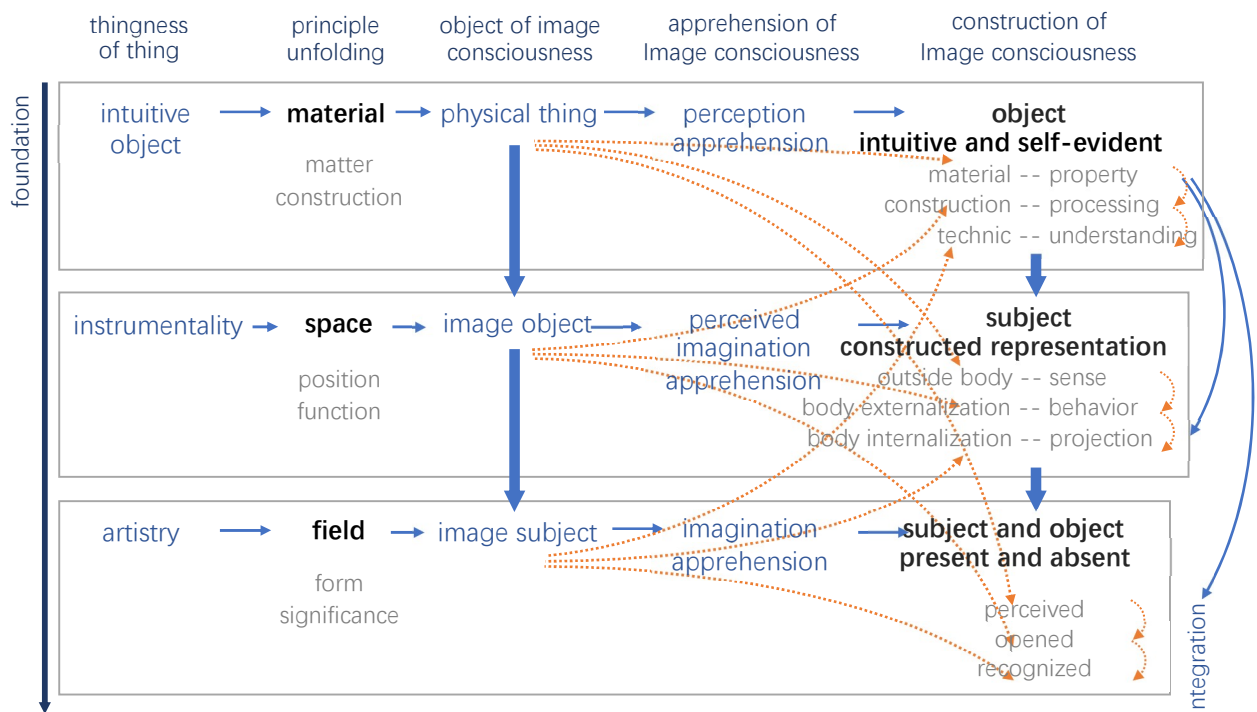 thingness
of thing
principle
unfolding
object of image
consciousness
apprehension of
Image consciousness
construction of
Image consciousness
foundation
intuitive
object
material
matter
construction
physical thing
perception
apprehension
object
intuitive and self-evident
material -- property
construction -- processing
technic -- understanding
instrumentality
space
position
function
image object
perceived
imagination
apprehension
subject
constructed representation
outside body -- sense
body externalization -- behavior
body internalization -- projection
artistry
field
form
significance
image subject
imagination
apprehension
subject and object
present and absent
perceived
opened
recognized
ntegration